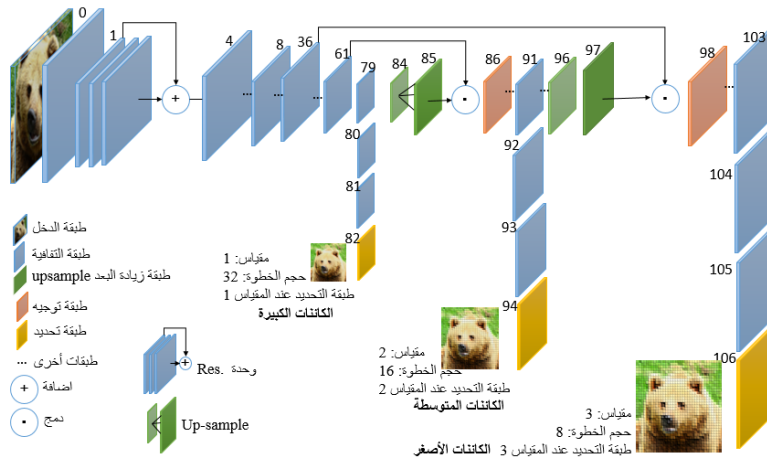 0
1
4
8
36
61
79
84
85
86
91
96
97
98
103
+
80
81
82
92
93
94
104
105
106
طبقة الدخل
طبقة التفافية
طبقة زيادة البعد upsample
طبقة توجيه
طبقة تحديد
... طبقات أخرى
+ اضافة
. دمج
وحدة Res.
Up-sample
مقياس: 1
حجم الخطوة: 32
طبقة التحديد عند المقياس 1
الكائنات الكبيرة
مقياس: 2
حجم الخطوة: 16
طبقة التحديد عند المقياس 2
الكائنات المتوسطة
مقياس: 3
حجم الخطوة: 8
طبقة التحديد عند المقياس 3 الكائنات الأصغر